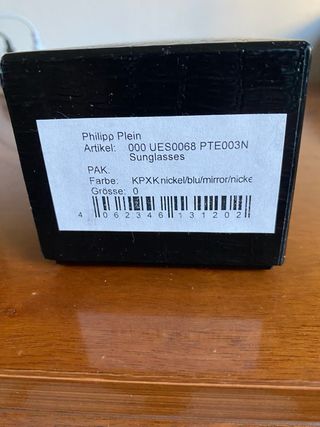 Philipp Plein
Artikel: 000 UES0068 PTE003N
Sunglasses
PAK.
Farbe: KPXK nickel/blu/mirror/nicke
Grösse: 0
4 062346 131202